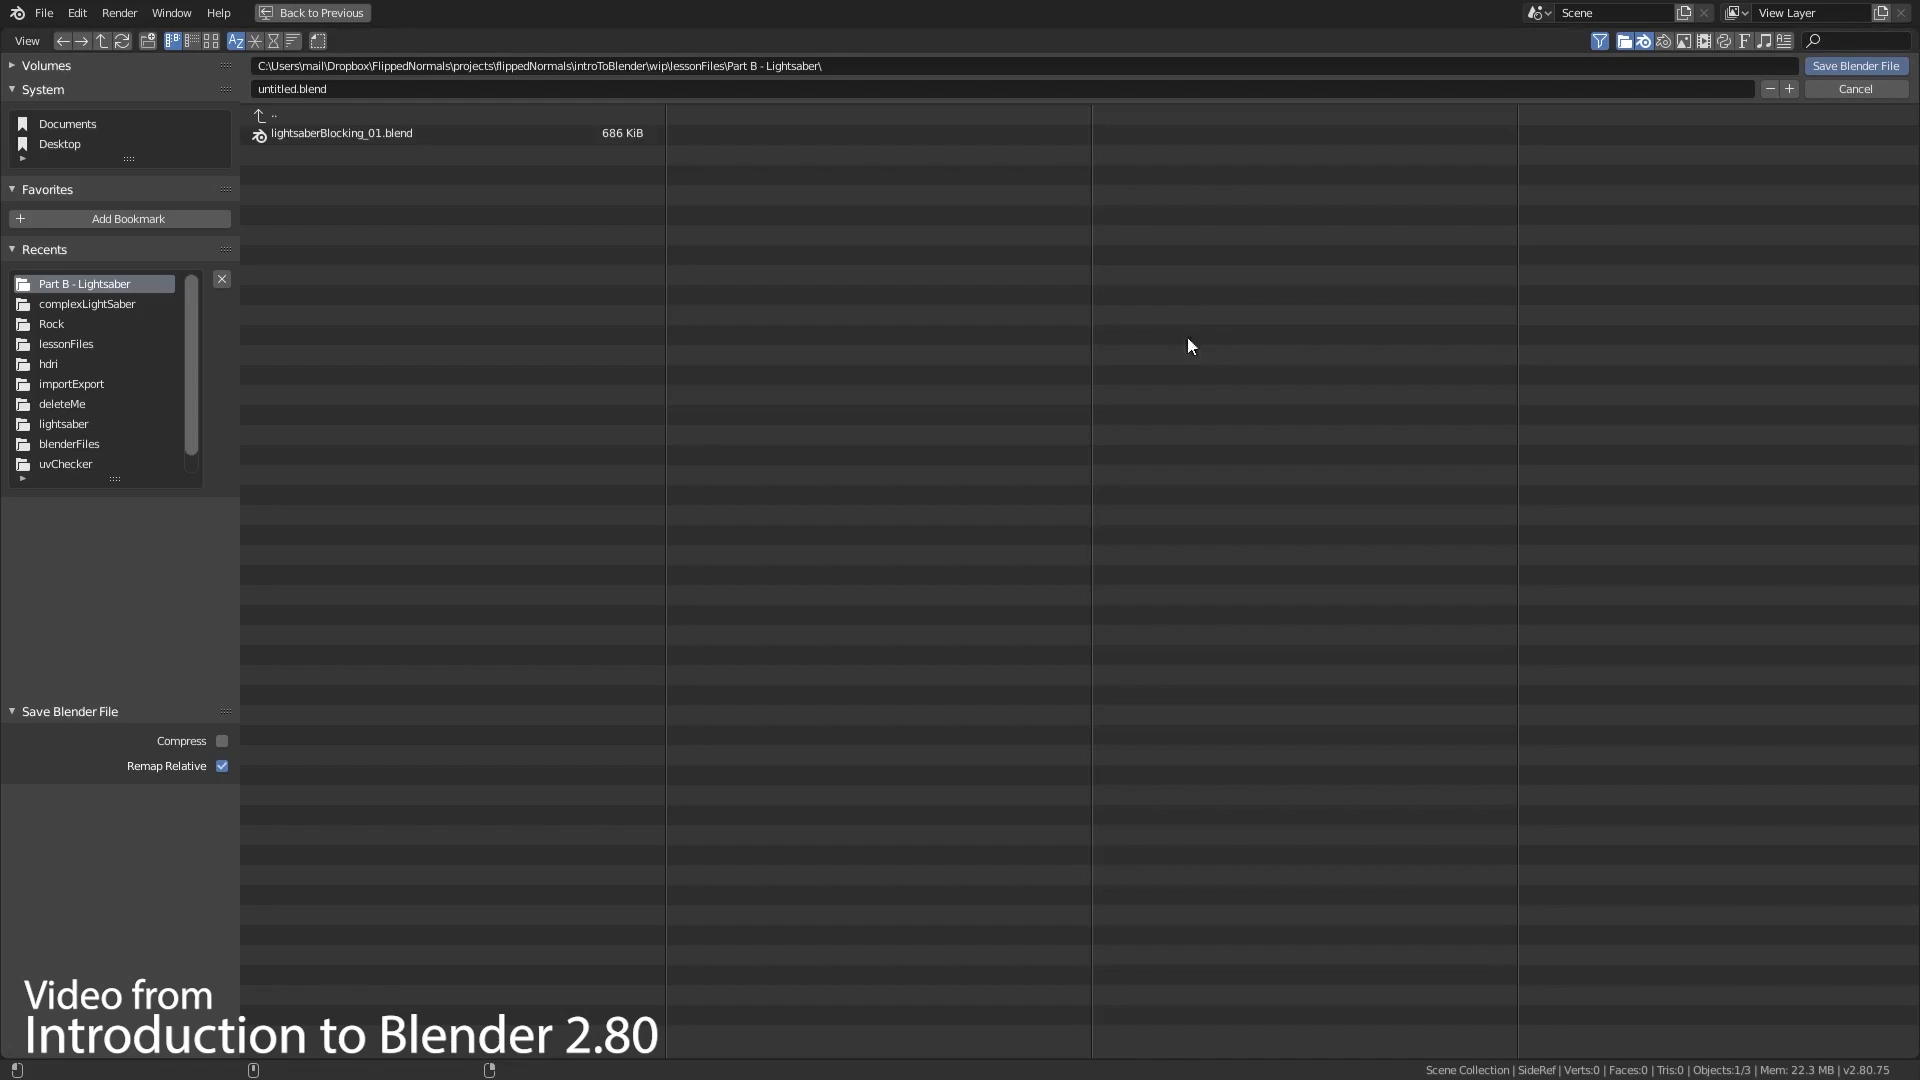 File Edit Render Window Help Back to Previous Scene View Layer
View
Volumes
C:\Users\mail\Dropbox\FlippedNormals\projects\flippedNormals\introToBlender\wip\lessonFiles\Part B - Lightsaber\
Save Blender File
System
untitled.blend
Cancel
..
Documents
lightsaberBlocking_01.blend 686 KiB
Desktop
Favorites
Add Bookmark
Recents
Part B - Lightsaber
complexLightSaber
Rock
lessonFiles
hdri
importExport
deleteMe
lightsaber
blenderFiles
uvChecker
Save Blender File
Compress
Remap Relative
Video from
Introduction to Blender 2.80
Scene Collection | SideRef | Verts:0 | Faces:0 | Tris:0 | Objects:1/3 | Mem: 22.3 MB | v2.80.75